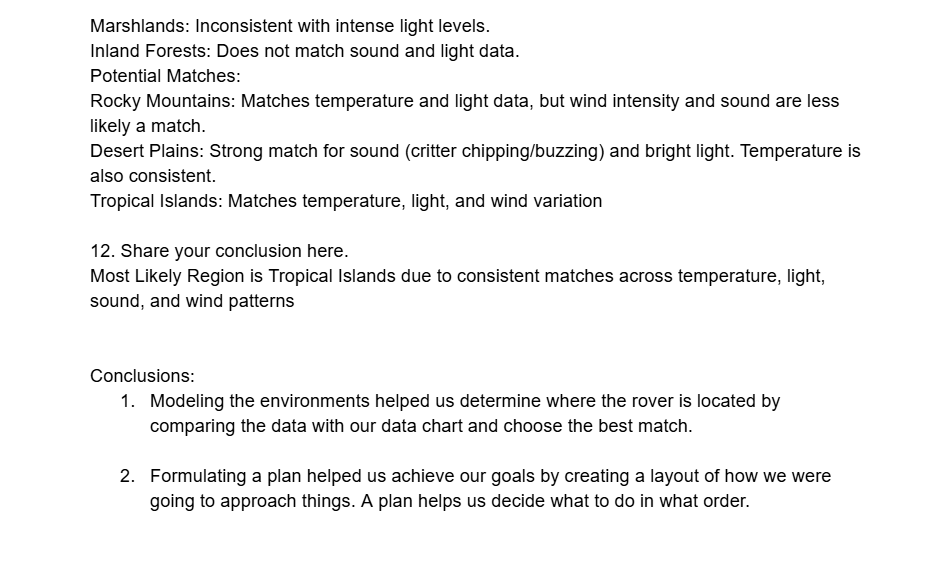 Marshlands: Inconsistent with intense light levels.
Inland Forests: Does not match sound and light data.
Potential Matches:
Rocky Mountains: Matches temperature and light data, but wind intensity and sound are less
likely a match.
Desert Plains: Strong match for sound (critter chipping/buzzing) and bright light. Temperature is
also consistent.
Tropical Islands: Matches temperature, light, and wind variation
12. Share your conclusion here.
Most Likely Region is Tropical Islands due to consistent matches across temperature, light,
sound, and wind patterns
Conclusions:
1. Modeling the environments helped us determine where the rover is located by
comparing the data with our data chart and choose the best match.
2. Formulating a plan helped us achieve our goals by creating a layout of how we were
going to approach things. A plan helps us decide what to do in what order.